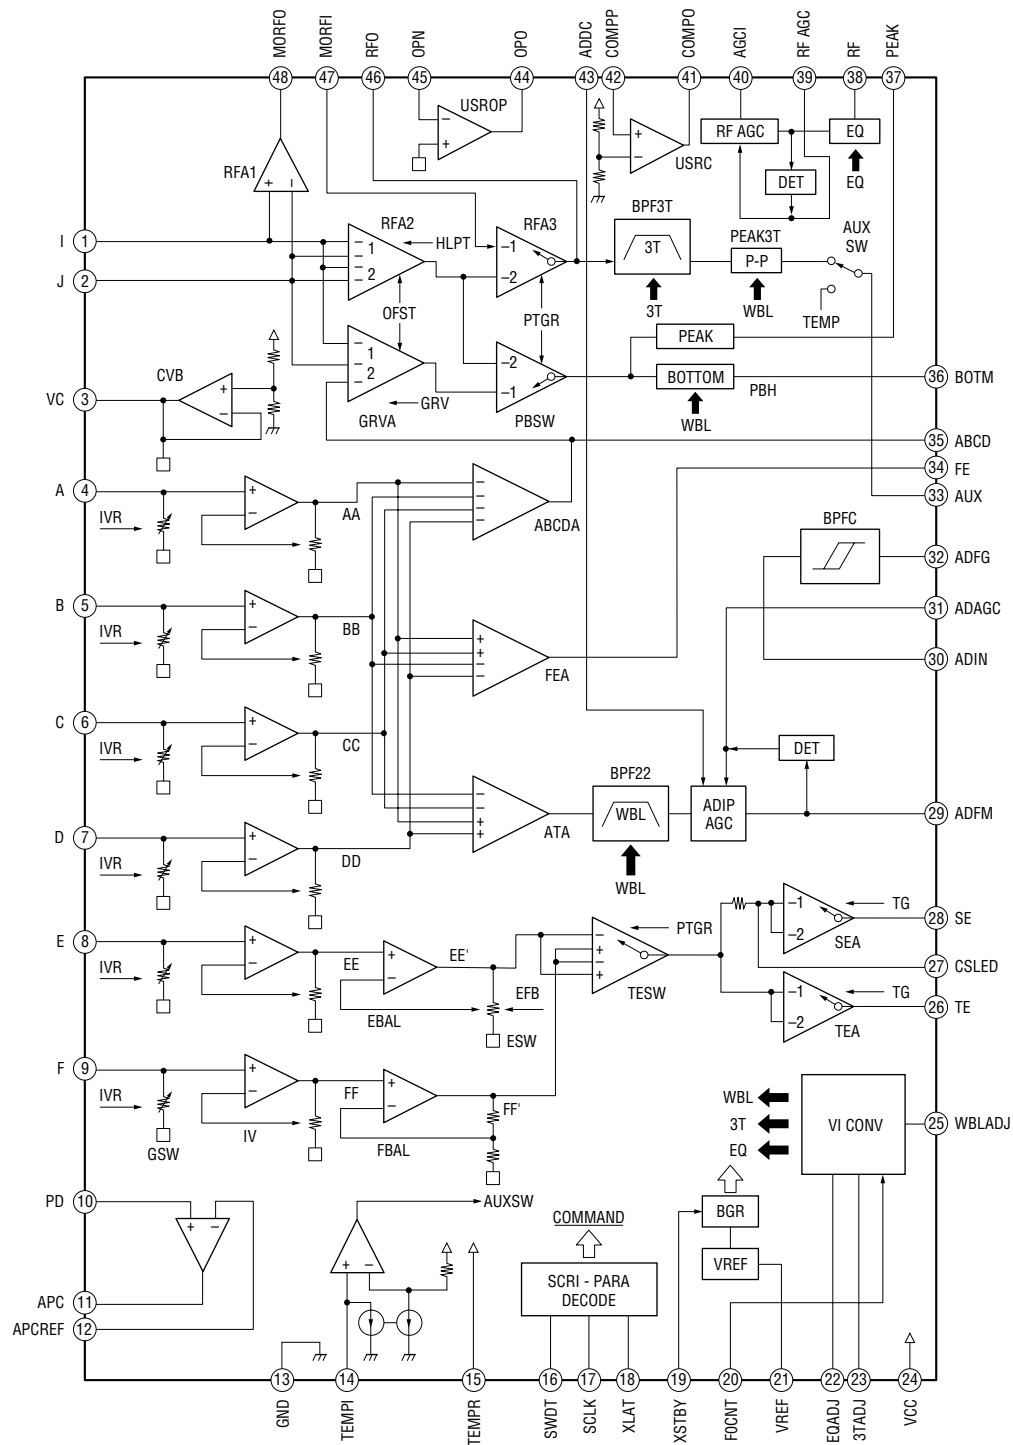 MORFO MORFI RFO OPN OPO ADDC COMPP COMPO AGCI RF AGC RF PEAK
48 47 46 45 44 43 42 41 40 39 38 37
USROP
−
+
RFA1
+ −
+
−
USRC
RF AGC
EQ
DET
EQ
BPF3T
3T
3T
PEAK3T
P-P
WBL
AUX
SW
TEMP
I 1
J 2
RFA2
−1
−
−
−2
HLPT
OFST
RFA3
−1
−2
PTGR
−
−1
−2
−
GRVA
GRV
−2
−1
PBSW
PEAK
BOTTOM
PBH
WBL
36 BOTM
35 ABCD
34 FE
33 AUX
CVB
+
−
VC 3
A 4
IVR
+
−
AA
−
−
−
−
ABCDA
BPFC
32 ADFG
31 ADAGC
30 ADIN
B 5
IVR
+
−
BB
+
+
−
−
FEA
C 6
IVR
+
−
CC
DET
BPF22
WBL
WBL
ADIP
AGC
29 ADFM
−
−
+
+
ATA
D 7
IVR
+
−
DD
E 8
IVR
+
−
EE
+
−
EE'
EBAL
EFB
ESW
−
+
−
+
TESW
PTGR
−1
−2
SEA
TG
28 SE
27 CSLED
−1
−2
TEA
TG
26 TE
F 9
IVR
GSW
+
−
IV
FF
+
−
FBAL
FF'
WBL
3T
EQ
VI CONV
25 WBLADJ
PD 10
+ −
APC 11
APCREF 12
AUXSW
+ −
COMMAND
SCRI - PARA
DECODE
BGR
VREF
13 14 15 16 17 18 19 20 21 22 23 24
GND TEMPI TEMPR SWDT SCLK XLAT XSTBY FOCNT VREF EQADJ 3TADJ VCC